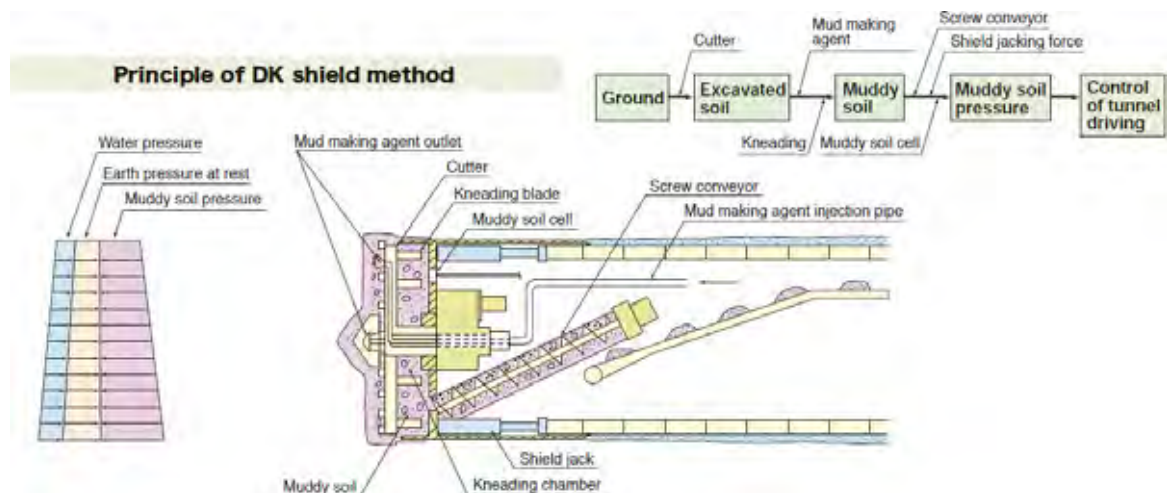 Principle of DK shield method
Cutter
Mud making
agent
Screw conveyor
Shield jacking force
Ground
Excavated
soil
Muddy
soil
Muddy soil
pressure
Control
of tunnel
driving
Kneading
Muddy soil cell
Water pressure
Earth pressure at rest
Muddy soil pressure
Mud making agent outlet
Cutter
Kneading blade
Muddy soil cell
Screw conveyor
Mud making agent injection pipe
Shield jack
Muddy soil
Kneading chamber